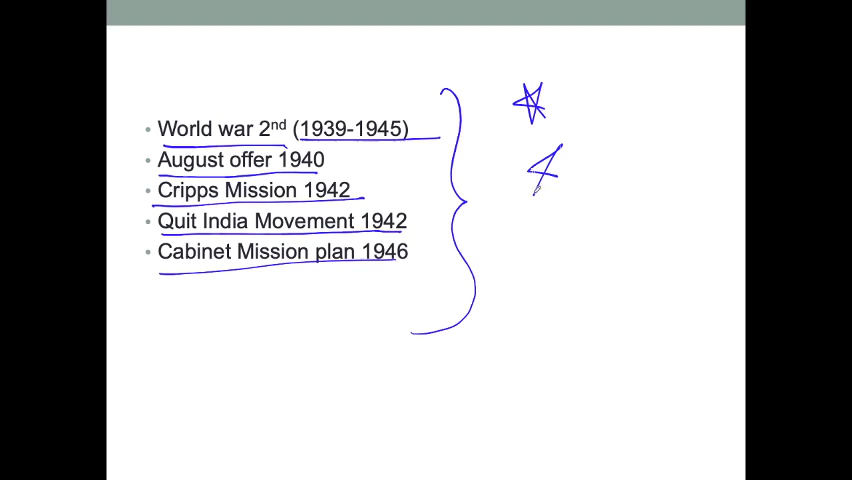 • World war 2nd (1939-1945)
• August offer 1940
• Cripps Mission 1942
• Quit India Movement 1942
• Cabinet Mission plan 1946